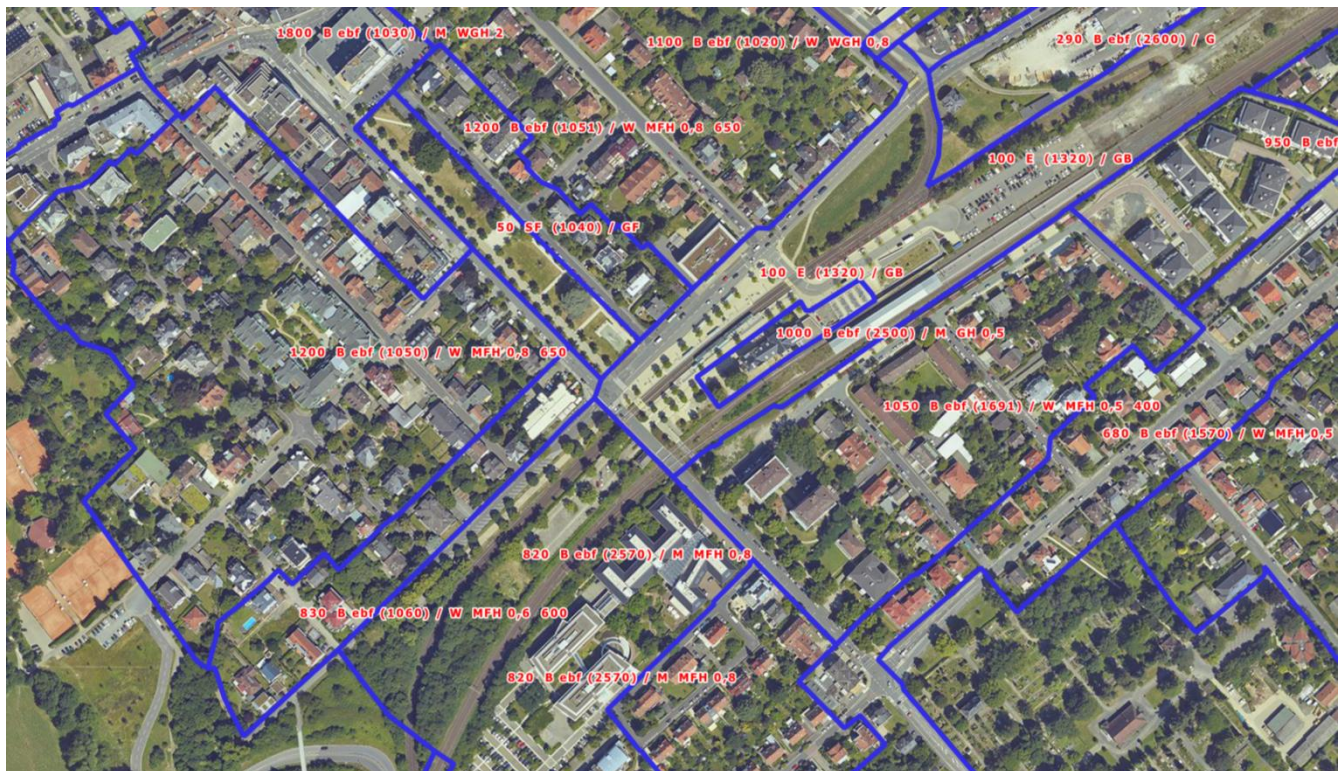 1800 B ebf (1030) / M WGH 2
1100 B ebf (1020) / W WGH 0,8
290 B ebf (2600) / G
1200 B ebf (1051) / W MFH 0,8 650
950 B ebf
100 E (1320) / GB
50 SF (1040) / GF
100 E (1320) / GB
1000 B ebf (2500) / M GH 0,5
1200 B ebf (1050) / W MFH 0,8 650
1050 B ebf (1691) / W MFH 0,5 400
680 B ebf (1570) / W MFH 0,5
820 B ebf (2570) / M MFH 0,8
830 B ebf (1060) / W MFH 0,6 600
820 B ebf (2570) / M MFH 0,8